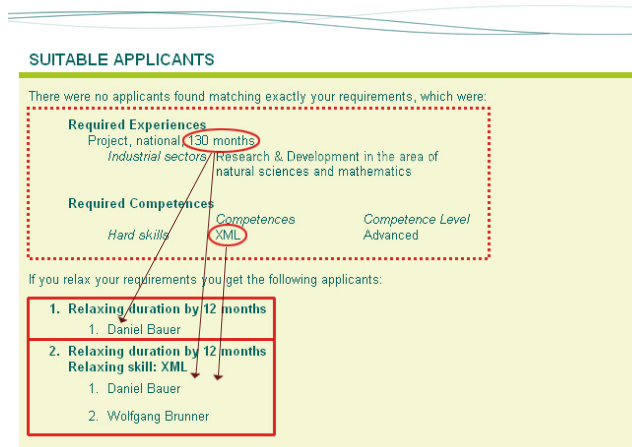 SUITABLE APPLICANTS
There were no applicants found matching exactly your requirements, which were:
Required Experiences
Project, national, 130 months
Industrial sectors Research & Development in the area of
natural sciences and mathematics
Required Competences
Competences Competence Level
Hard skills XML Advanced
If you relax your requirements you get the following applicants:
1. Relaxing duration by 12 months
1. Daniel Bauer
2. Relaxing duration by 12 months
Relaxing skill: XML
1. Daniel Bauer
2. Wolfgang Brunner